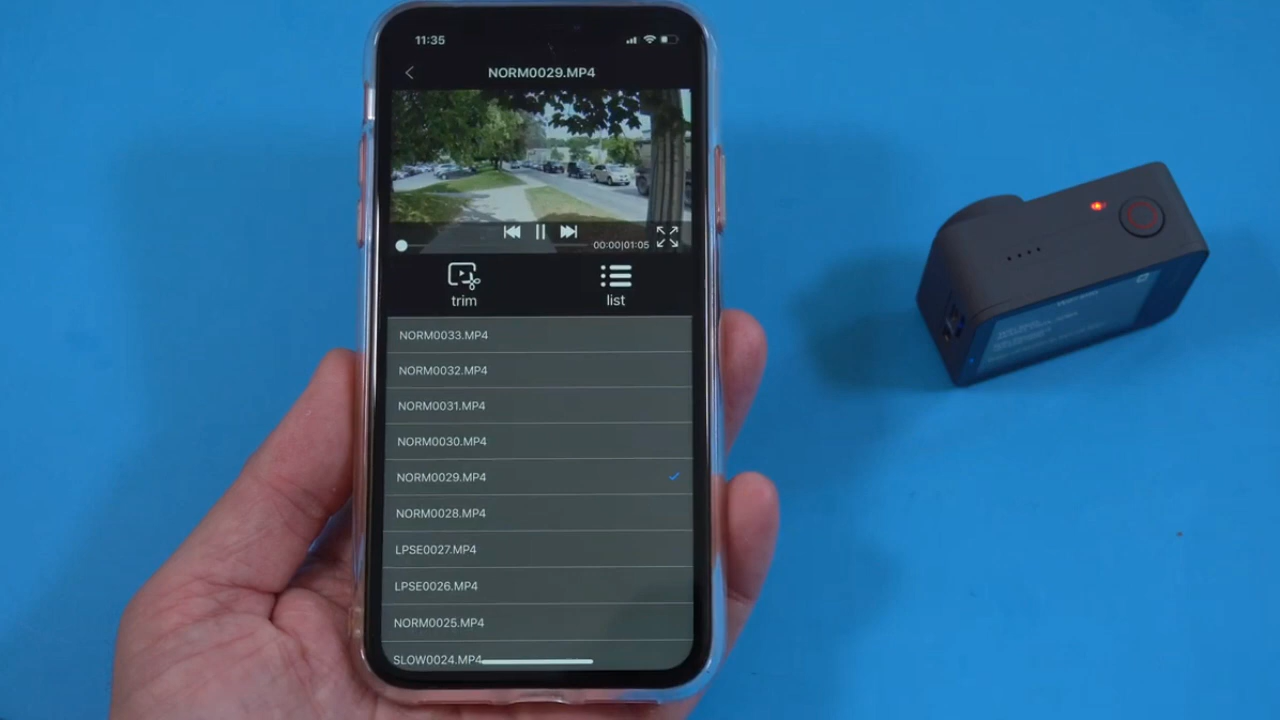 11:35
NORM0029.MP4
00:00|01:05
trim
list
NORM0033.MP4
NORM0032.MP4
NORM0031.MP4
NORM0030.MP4
NORM0029.MP4
NORM0028.MP4
LPSE0027.MP4
LPSE0026.MP4
NORM0025.MP4
SLOW0024.MP4